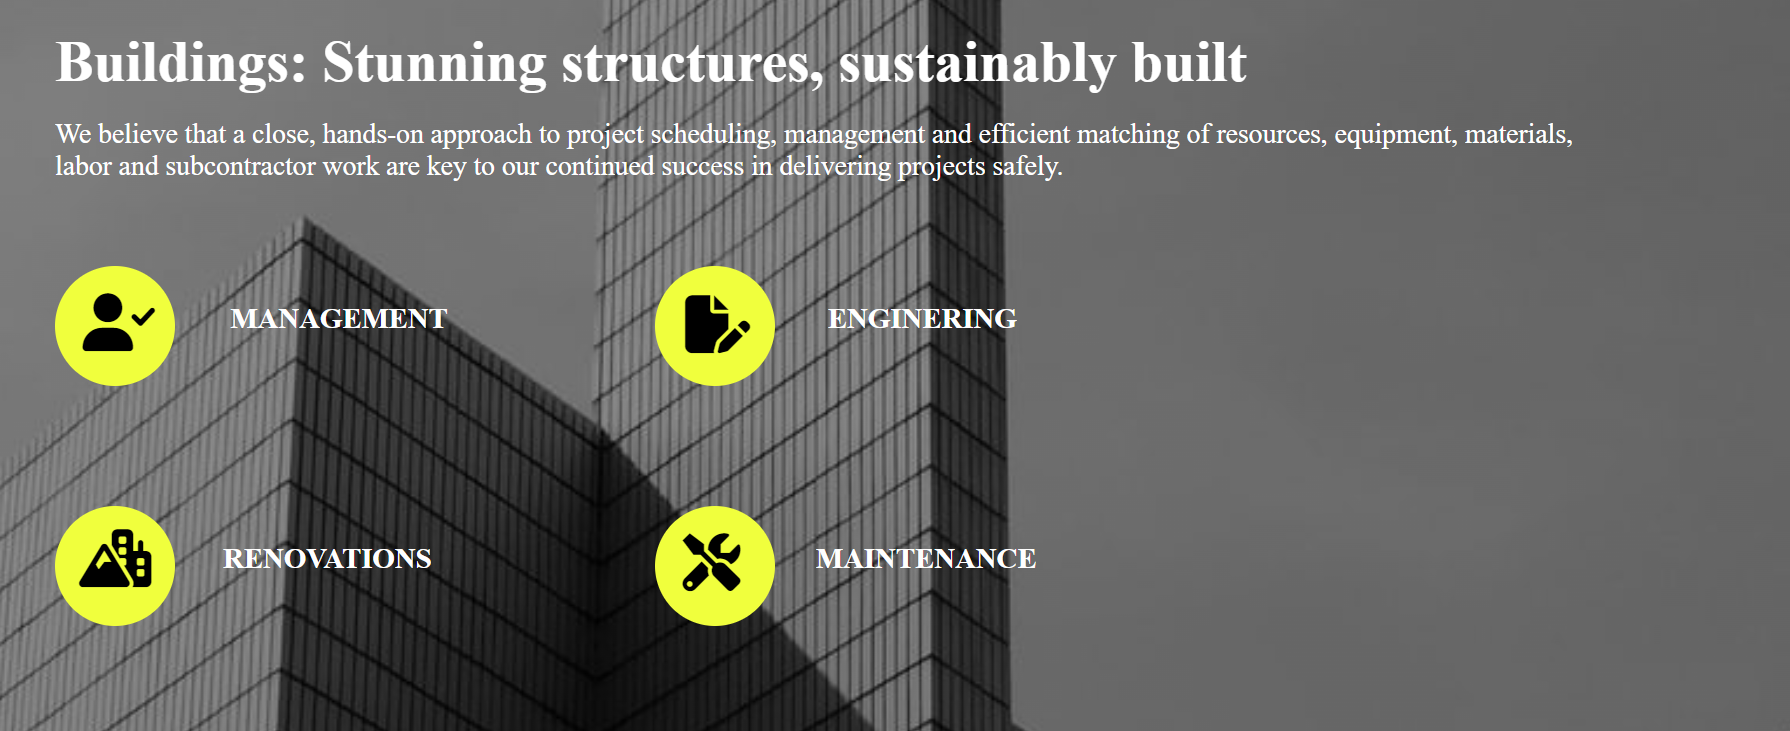 Buildings: Stunning structures, sustainably built
We believe that a close, hands-on approach to project scheduling, management and efficient matching of resources, equipment, materials,
labor and subcontractor work are key to our continued success in delivering projects safely.
MANAGEMENT
ENGINERING
RENOVATIONS
MAINTENANCE